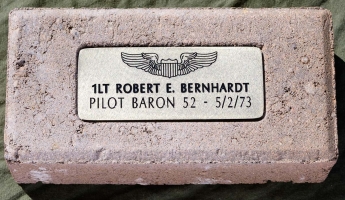 1LT ROBERT E. BERNHARDT
PILOT BARON 52 - 5/2/73